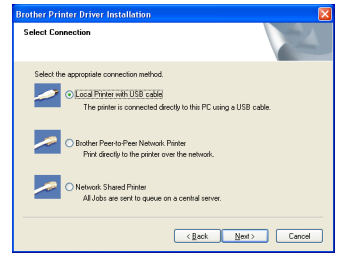 Brother Printer Driver Installation
Select Connection
Select the appropriate connection method.
Local Printer with USB cable
The printer is connected directly to this PC using a USB cable.
Brother Peer-to-Peer Network Printer
Print directly to the printer over the network.
Network Shared Printer
All Jobs are sent to queue on a central server.
< Back
Next >
Cancel